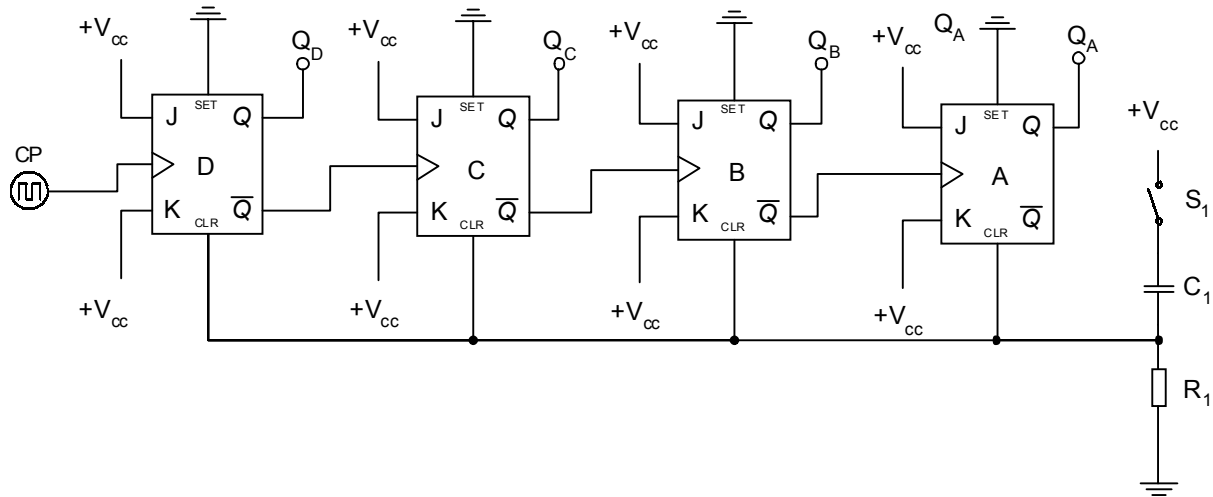 +Vcc
QD
+Vcc
QC
+Vcc
QB
+Vcc
QA
QA
+Vcc
CP
SET
J
Q
D
K
Q̅
CLR
SET
J
Q
C
K
Q̅
CLR
SET
J
Q
B
K
Q̅
CLR
SET
J
Q
A
K
Q̅
CLR
S1
C1
R1
+Vcc
+Vcc
+Vcc
+Vcc